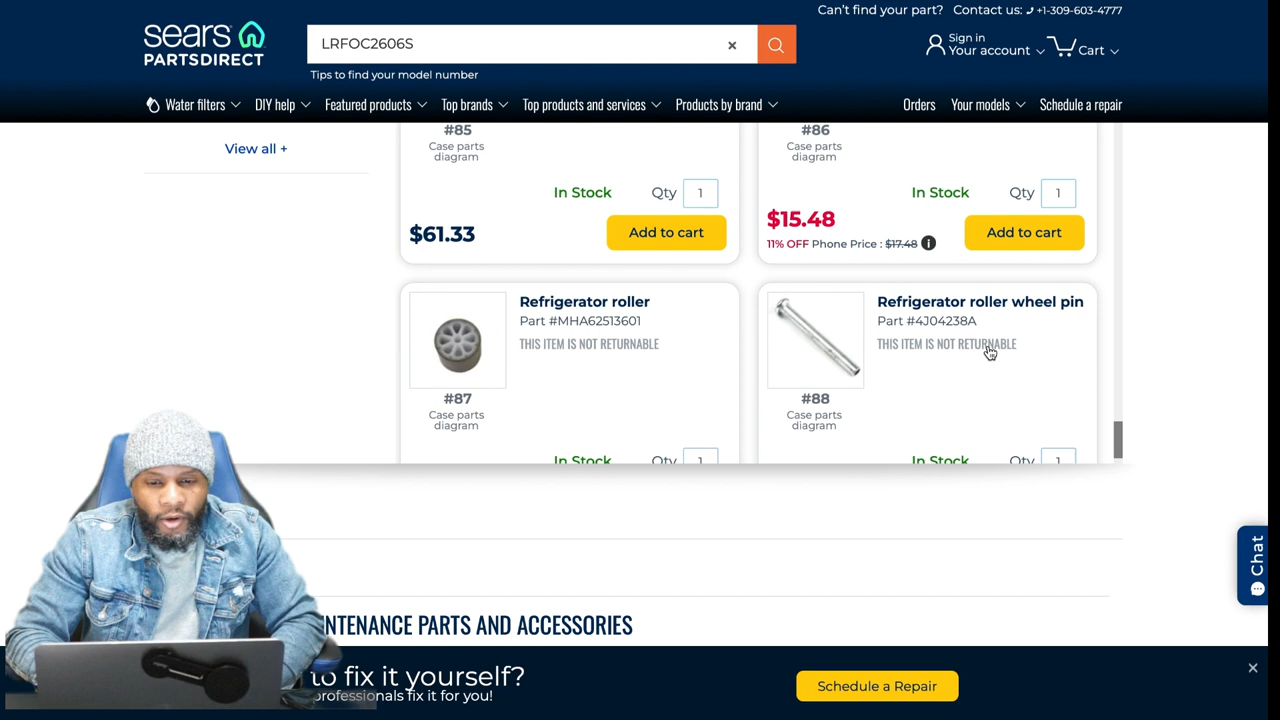 Can't find your part? Contact us: +1-309-603-4777
sears
PARTSDIRECT
LRFOC2606S
×
Tips to find your model number
Sign in
Your account
Cart
Water filters
DIY help
Featured products
Top brands
Top products and services
Products by brand
Orders
Your models
Schedule a repair
View all +
#85
Case parts
diagram
In Stock
Qty
1
$61.33
Add to cart
#86
Case parts
diagram
In Stock
Qty
1
$15.48
11% OFF Phone Price : $17.48 i
Add to cart
Refrigerator roller
Part #MHA62513601
THIS ITEM IS NOT RETURNABLE
#87
Case parts
diagram
In Stock
Qty
1
Refrigerator roller wheel pin
Part #4J04238A
THIS ITEM IS NOT RETURNABLE
#88
Case parts
diagram
In Stock
Qty
1
Chat
NTENANCE PARTS AND ACCESSORIES
to fix it yourself?
professionals fix it for you!
Schedule a Repair
×